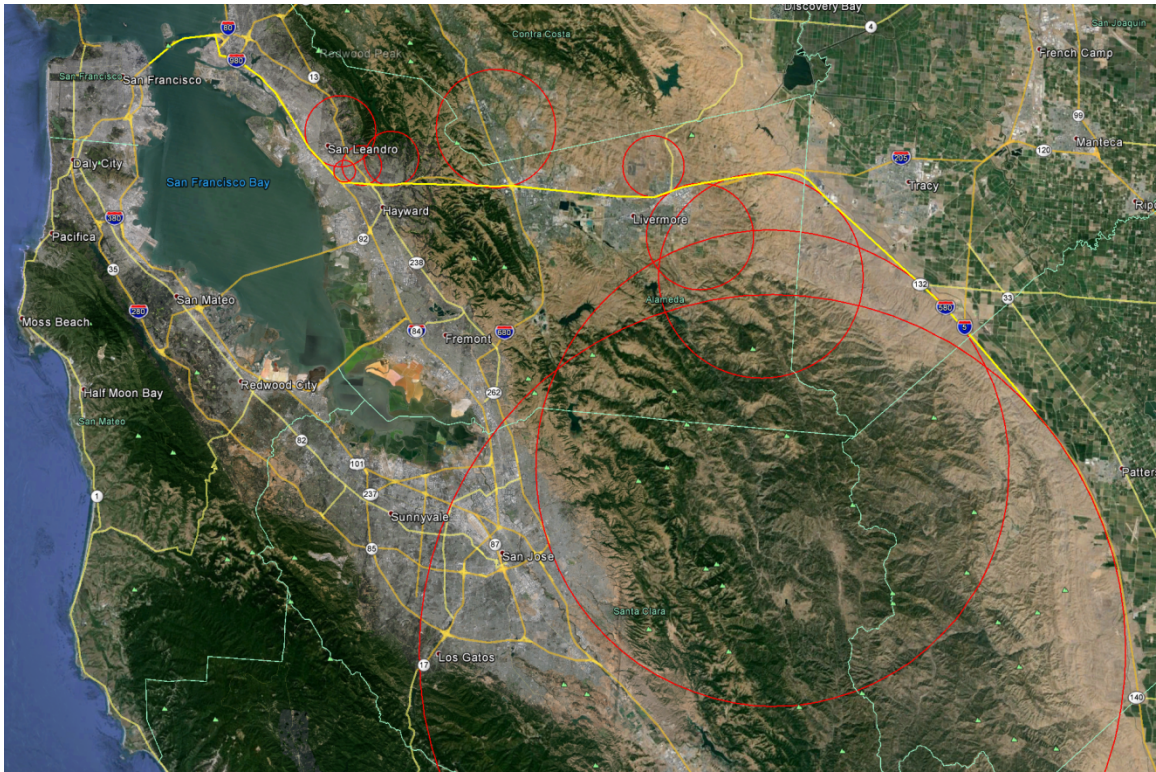 Discovery Bay
4
San Joaquin
80
Contra Costa
Redwood Peak
French Camp
980
San Francisco
San Francisco
13
99
San Leandro
Manteca
120
205
Daly City
San Francisco Bay
Tracy
Hayward
Livermore
380
Pacifica
92
35
238
132
33
580
San Mateo
Alameda
280
5
Moss Beach
84
Fremont
680
Redwood City
Half Moon Bay
262
San Mateo
82
101
Patters
237
1
Sunnyvale
85
87
San Jose
Santa Clara
Los Gatos
17
140